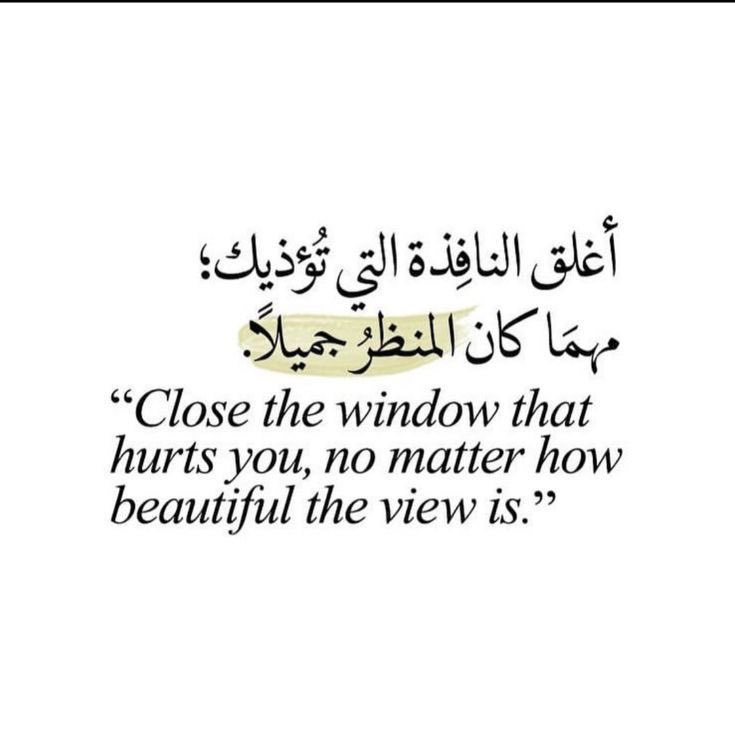 أغلق النافِذة التي تُؤذيك؛
مهمَا كان المنظرُ جميلاً.
“Close the window that
hurts you, no matter how
beautiful the view is.”